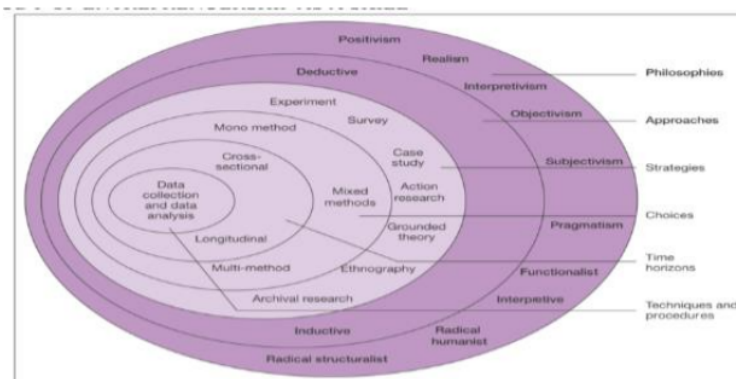 Positivism
Realism
Deductive
Interpretivism
Philosophies
Experiment
Objectivism
Survey
Approaches
Mono method
Cross-
sectional
Case
study
Subjectivism
Strategies
Data
collection
and data
analysis
Mixed
methods
Action
research
Choices
Grounded
theory
Pragmatism
Longitudinal
Time
horizons
Multi-method
Ethnography
Functionalist
Archival research
Interpretive
Techniques and
procedures
Inductive
Radical
humanist
Radical structuralist